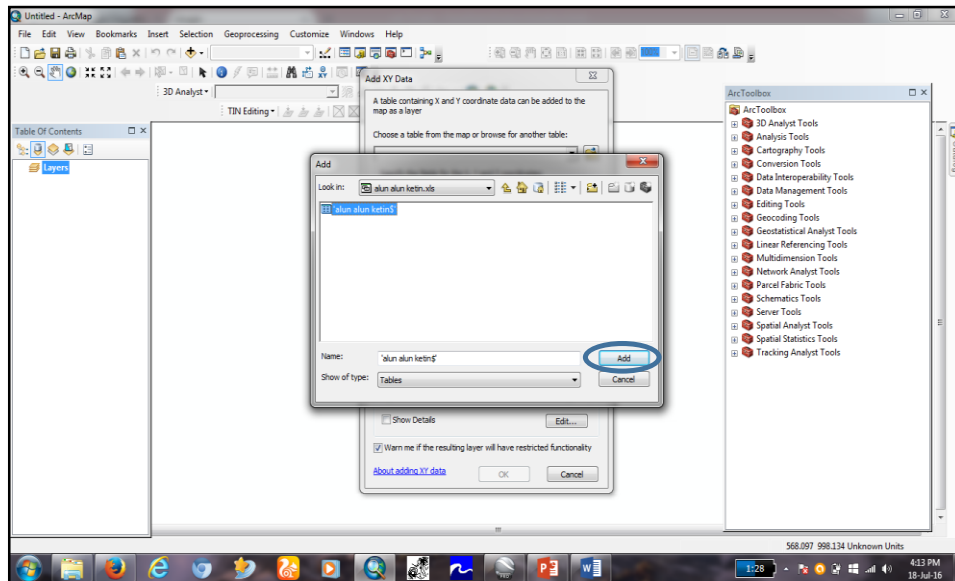 Untitled - ArcMap
File Edit View Bookmarks Insert Selection Geoprocessing Customize Windows Help
3D Analyst
TIN Editing
Table Of Contents
Layers
Add XY Data
A table containing X and Y coordinate data can be added to the
map as a layer
Choose a table from the map or browse for another table:
Add
Look in: alun alun ketin.xls
'alun alun ketin$'
Name: 'alun alun ketin$'
Add
Show of type: Tables
Cancel
Show Details
Edit...
Warn me if the resulting layer will have restricted functionality
About adding XY data
OK
Cancel
ArcToolbox
ArcToolbox
3D Analyst Tools
Analysis Tools
Cartography Tools
Conversion Tools
Data Interoperability Tools
Data Management Tools
Editing Tools
Geocoding Tools
Geostatistical Analyst Tools
Linear Referencing Tools
Multidimension Tools
Network Analyst Tools
Parcel Fabric Tools
Schematics Tools
Server Tools
Spatial Analyst Tools
Spatial Statistics Tools
Tracking Analyst Tools
568.097 998.134 Unknown Units
1:28
4:13 PM
18-Jul-16